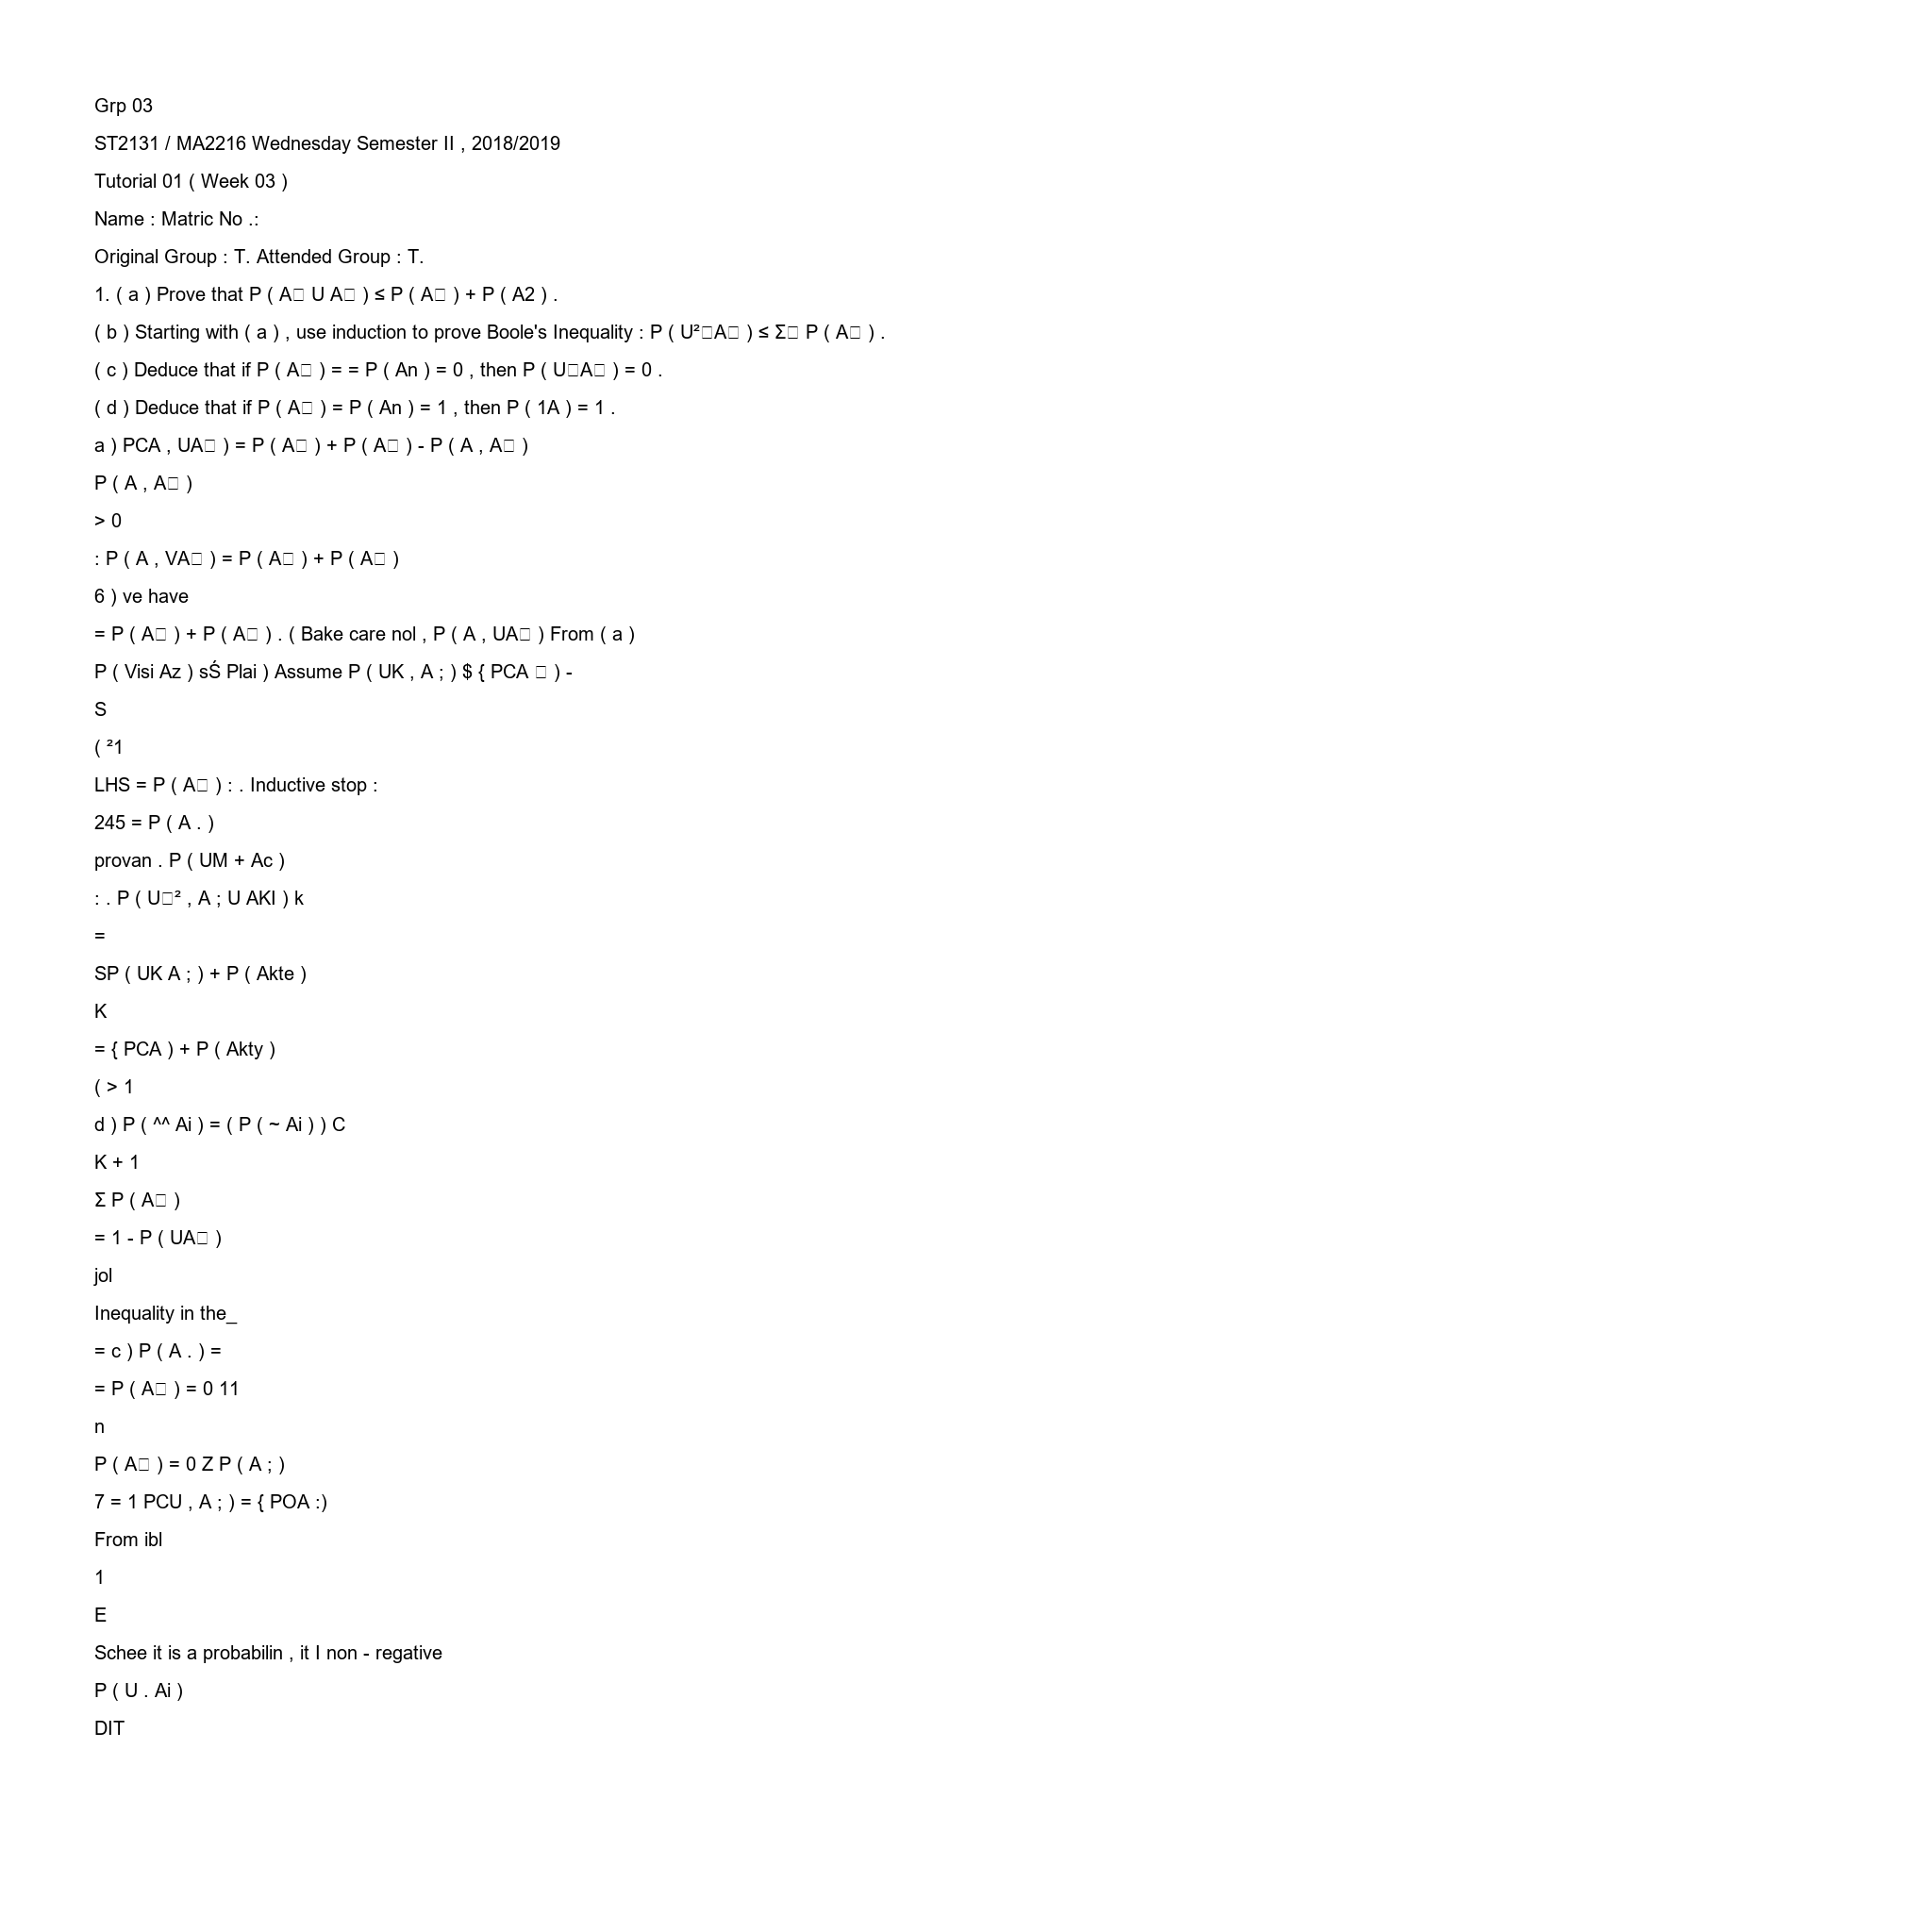 Grp 03
ST2131 / MA2216 Wednesday Semester II , 2018/2019
Tutorial 01 ( Week 03 )
Name : Matric No .:
Original Group : T. Attended Group : T.
1. ( a ) Prove that P ( A□ U A□ ) ≤ P ( A□ ) + P ( A2 ) .
( b ) Starting with ( a ) , use induction to prove Boole's Inequality : P ( U²□A□ ) ≤ Σ□ P ( A□ ) .
( c ) Deduce that if P ( A□ ) = = P ( An ) = 0 , then P ( U□A□ ) = 0 .
( d ) Deduce that if P ( A□ ) = P ( An ) = 1 , then P ( 1A ) = 1 .
a ) PCA , UA□ ) = P ( A□ ) + P ( A□ ) - P ( A , A□ )
P ( A , A□ )
> 0
: P ( A , VA□ ) = P ( A□ ) + P ( A□ )
6 ) ve have
= P ( A□ ) + P ( A□ ) . ( Bake care nol , P ( A , UA□ ) From ( a )
P ( Visi Az ) sŚ Plai ) Assume P ( UK , A ; ) $ { PCA □ ) -
S
( ²1
LHS = P ( A□ ) : . Inductive stop :
245 = P ( A . )
provan . P ( UM + Ac )
: . P ( U□² , A ; U AKI ) k
=
SP ( UK A ; ) + P ( Akte )
K
= { PCA ) + P ( Akty )
( > 1
d ) P ( ^^ Ai ) = ( P ( ~ Ai ) ) C
K + 1
Σ P ( A□ )
= 1 - P ( UA□ )
jol
Inequality in the_
= c ) P ( A . ) =
= P ( A□ ) = 0 11
n
P ( A□ ) = 0 Z P ( A ; )
7 = 1 PCU , A ; ) = { POA :)
From ibl
1
E
Schee it is a probabilin , it I non - regative
P ( U . Ai )
DIT